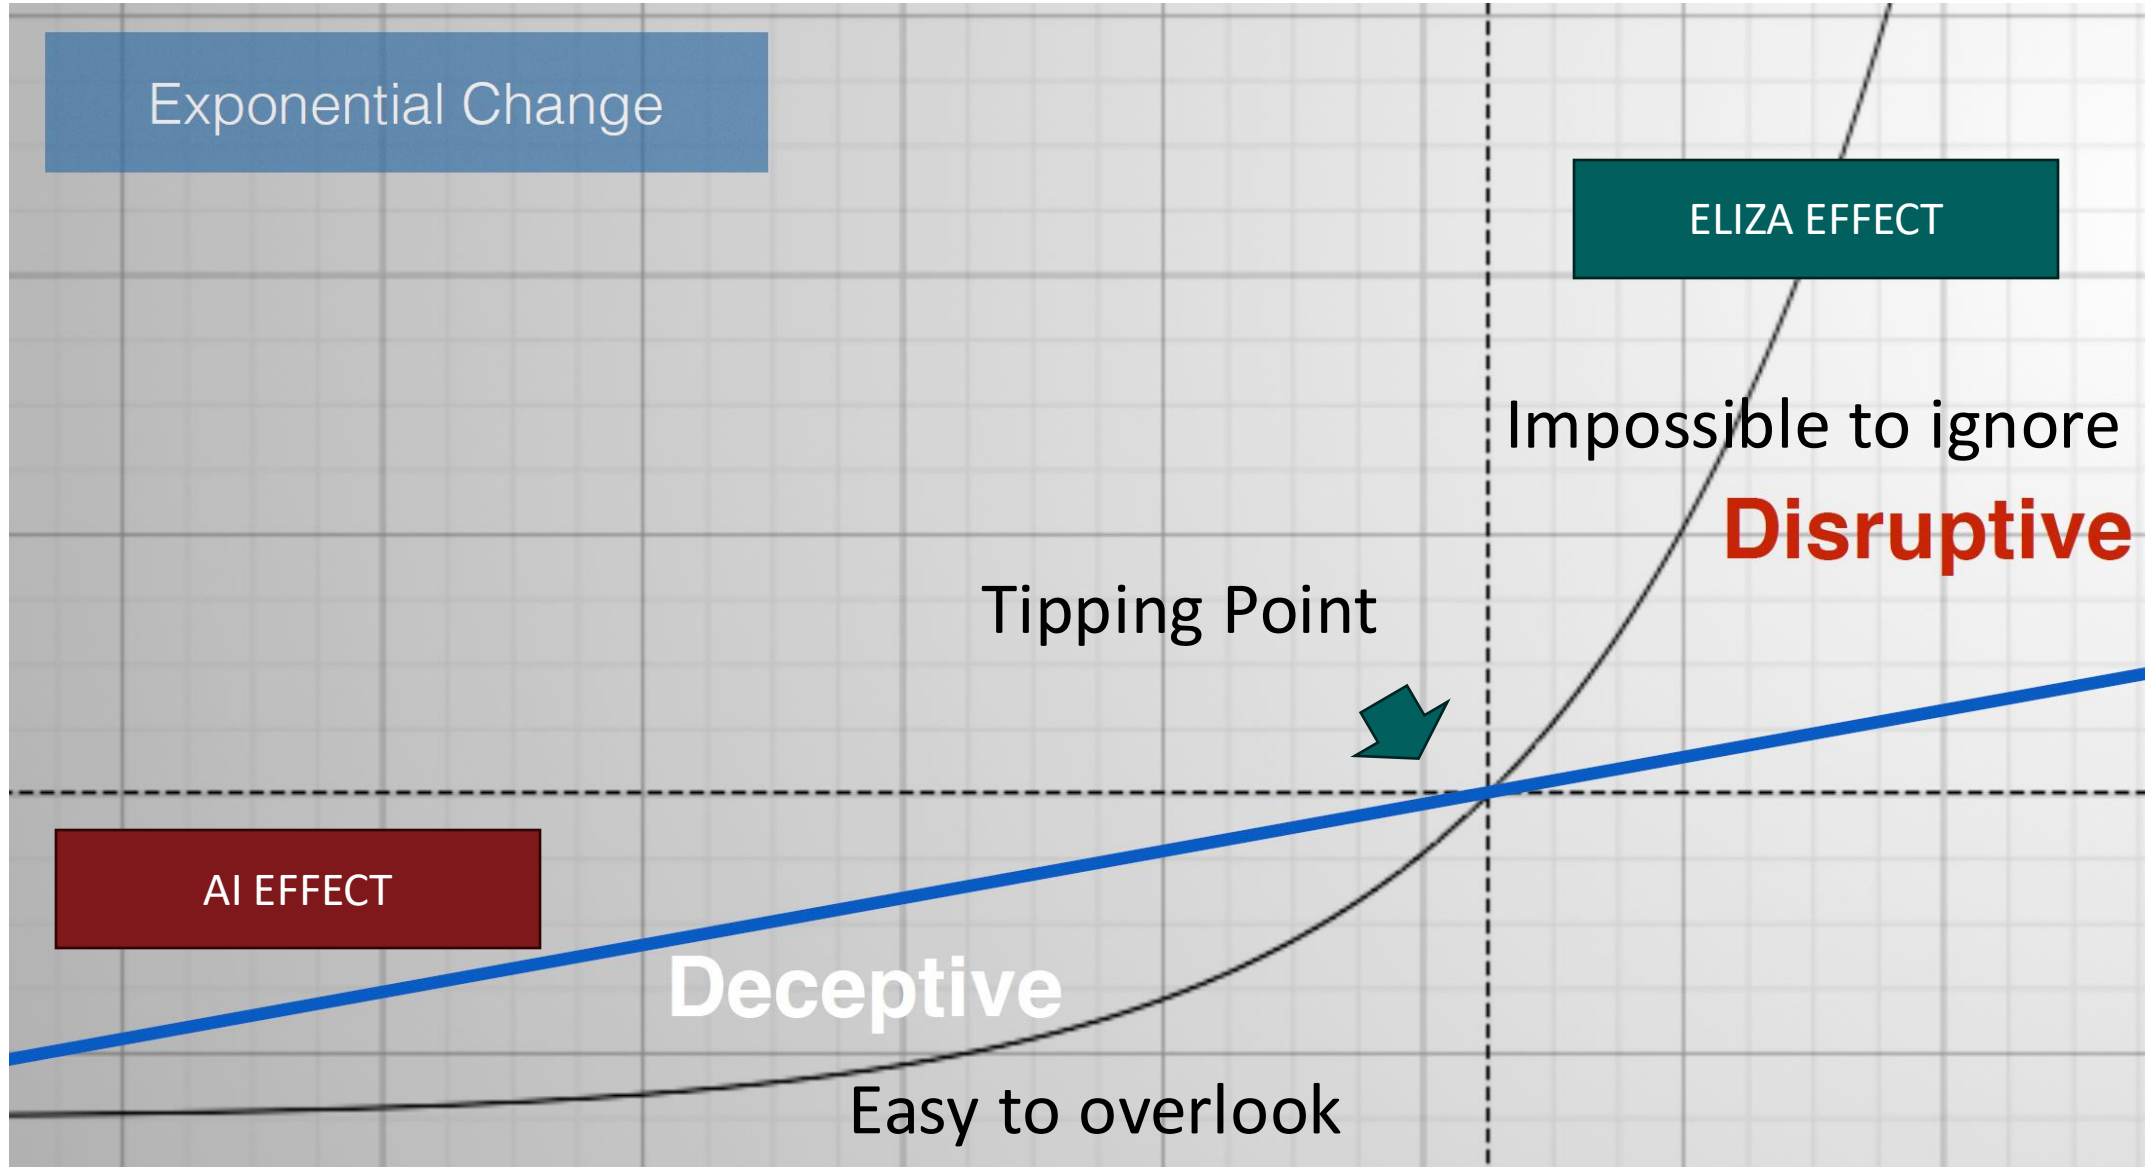 Exponential Change
ELIZA EFFECT
Impossible to ignore
Disruptive
Tipping Point
AI EFFECT
Deceptive
Easy to overlook